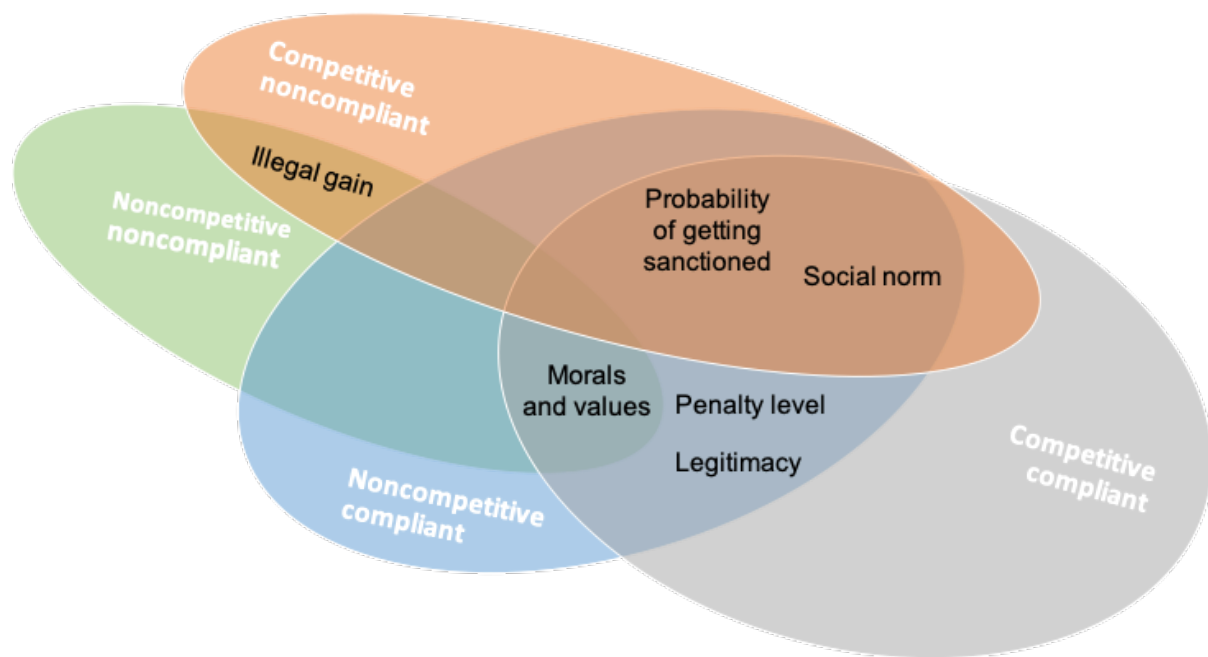 Competitive
noncompliant
Illegal gain
Noncompetitive
noncompliant
Probability
of getting
sanctioned
Social norm
Morals
and values
Penalty level
Legitimacy
Competitive
compliant
Noncompetitive
compliant